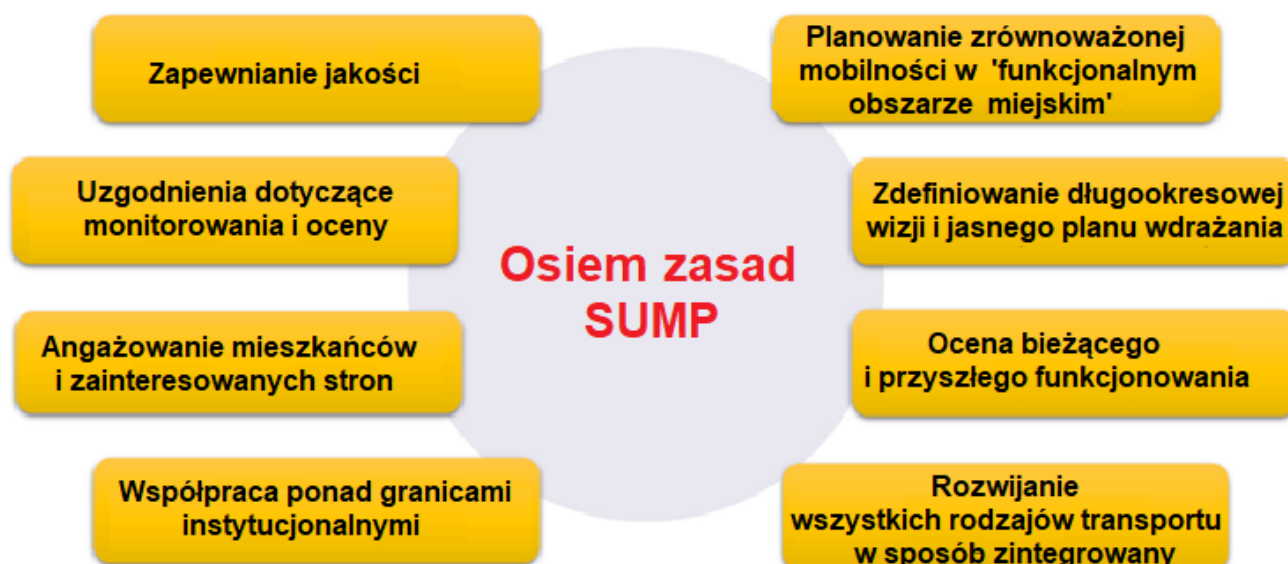 Zapewnianie jakości
Planowanie zrównoważonej
mobilności w 'funkcjonalnym
obszarze miejskim'
Uzgodnienia dotyczące
monitorowania i oceny
Zdefiniowanie długookresowej
wizji i jasnego planu wdrażania
Osiem zasad
SUMP
Angażowanie mieszkańców
i zainteresowanych stron
Ocena bieżącego
i przyszłego funkcjonowania
Współpraca ponad granicami
instytucjonalnymi
Rozwijanie
wszystkich rodzajów transportu
w sposób zintegrowany